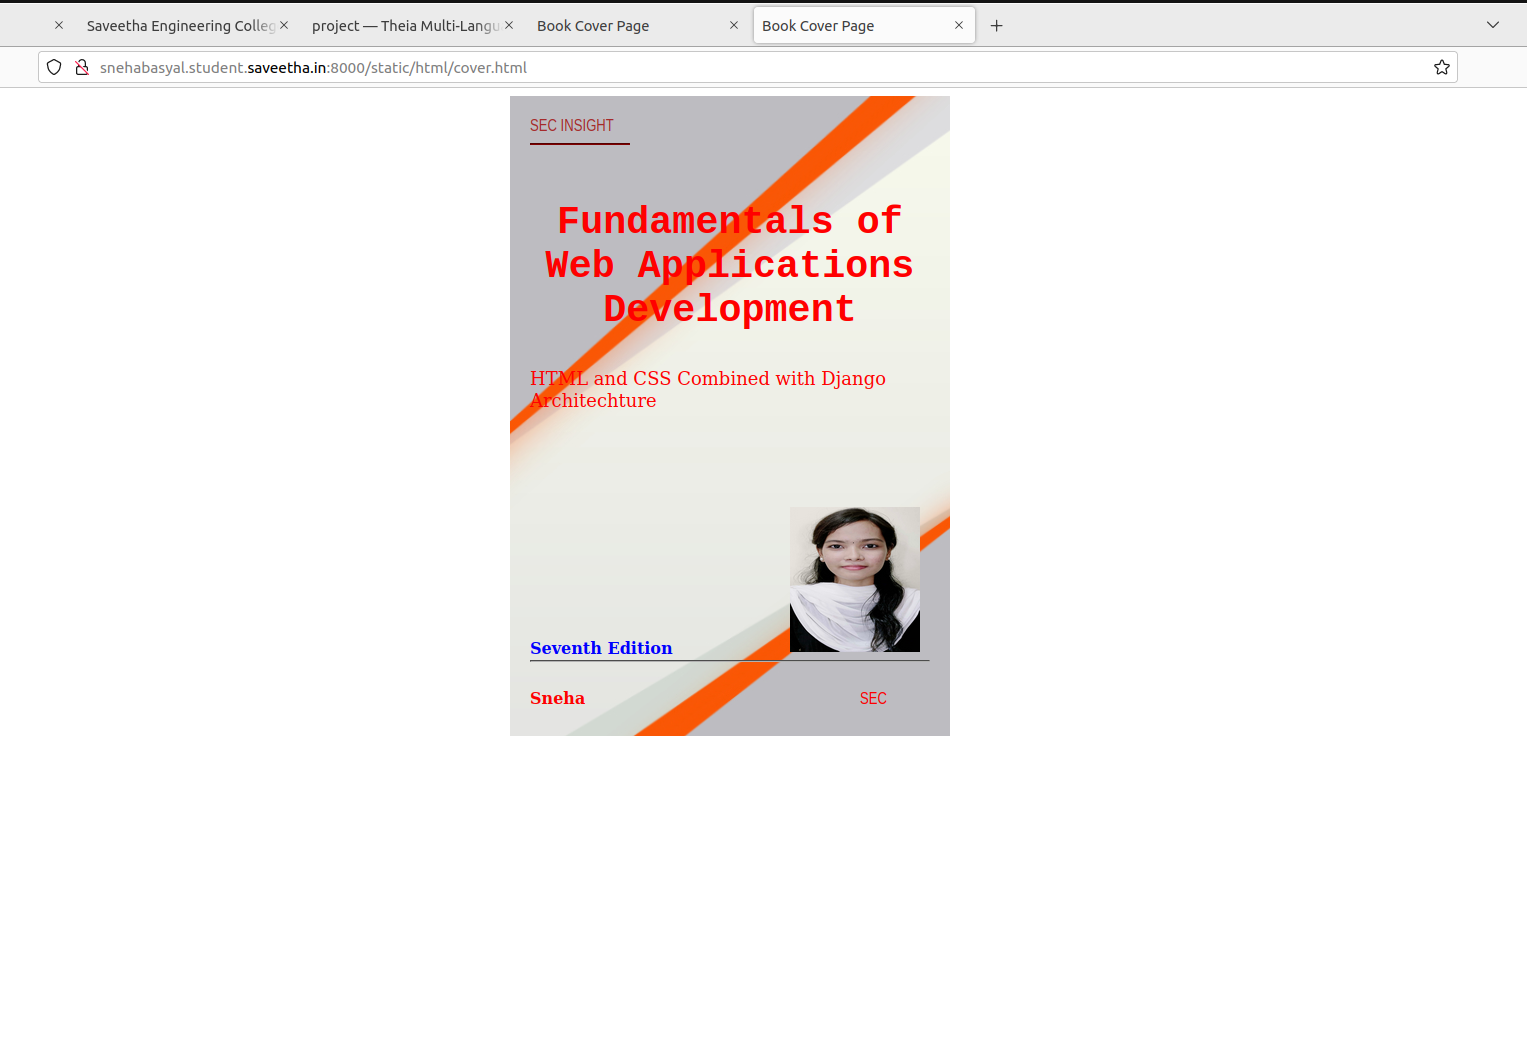 Saveetha Engineering Colleg
project — Theia Multi-Langu
Book Cover Page
Book Cover Page
snehabasyal.student.saveetha.in:8000/static/html/cover.html
SEC INSIGHT
Fundamentals of
Web Applications
Development
HTML and CSS Combined with Django
Architechture
Seventh Edition
Sneha
SEC